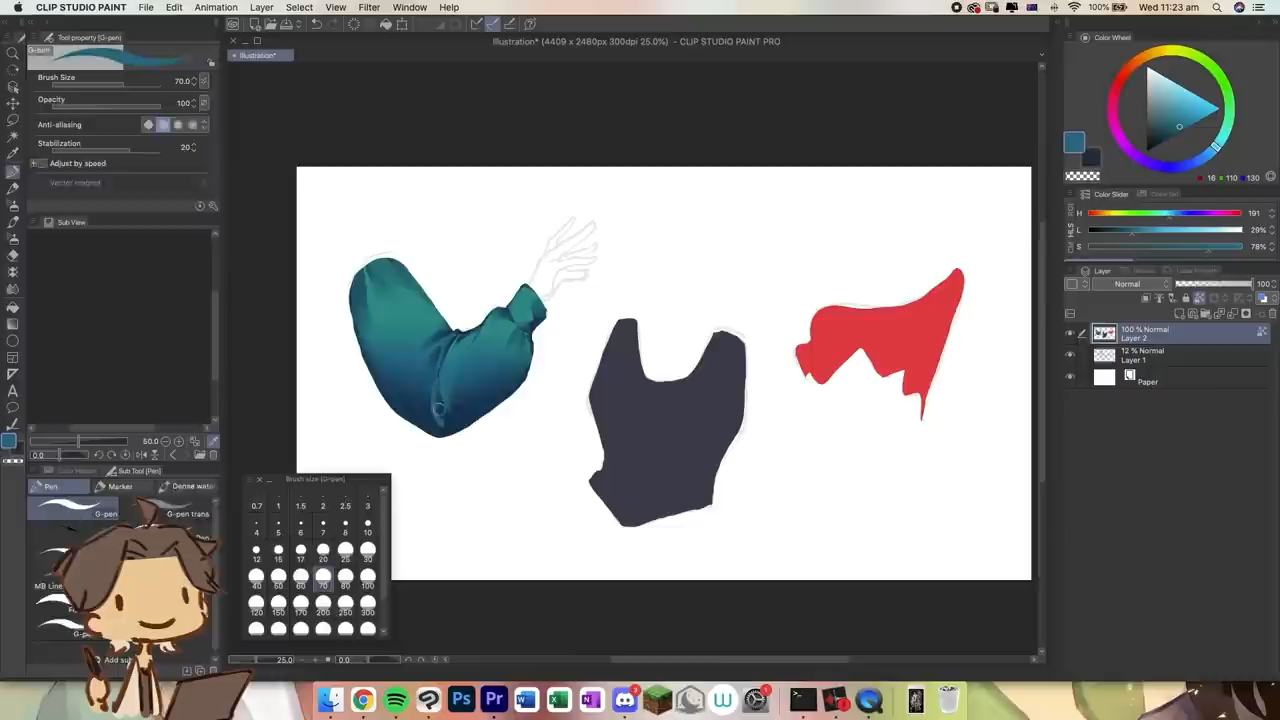 CLIP STUDIO PAINT File Edit Animation Layer Select View Filter Window Help 100% Wed 11:23 am
Illustration* (4409 x 2480px 300dpi 25.0%) - CLIP STUDIO PAINT PRO
Illustration*
Tool property (G-pen)
G-pen
Brush Size 70.0
Opacity 100
Anti-aliasing
Stabilization 20
Adjust by speed
Vector magnet
Sub View
50.0
0.0
Sub Tool (Pen)
Pen Marker Dense water
G-pen G-pen trans
MB Line
Add sub
Brush size (G-pen)
0.7 1 1.5 2 2.5 3
4 5 6 7 8 10
12 15 17 20 25 30
40 50 60 70 80 100
120 150 170 200 250 300
25.0 0.0
Color Wheel
16 110 130
Color Slider
H 191
L 29%
S 78%
Layer
Normal 100
100 % Normal
Layer 2
12 % Normal
Layer 1
Paper